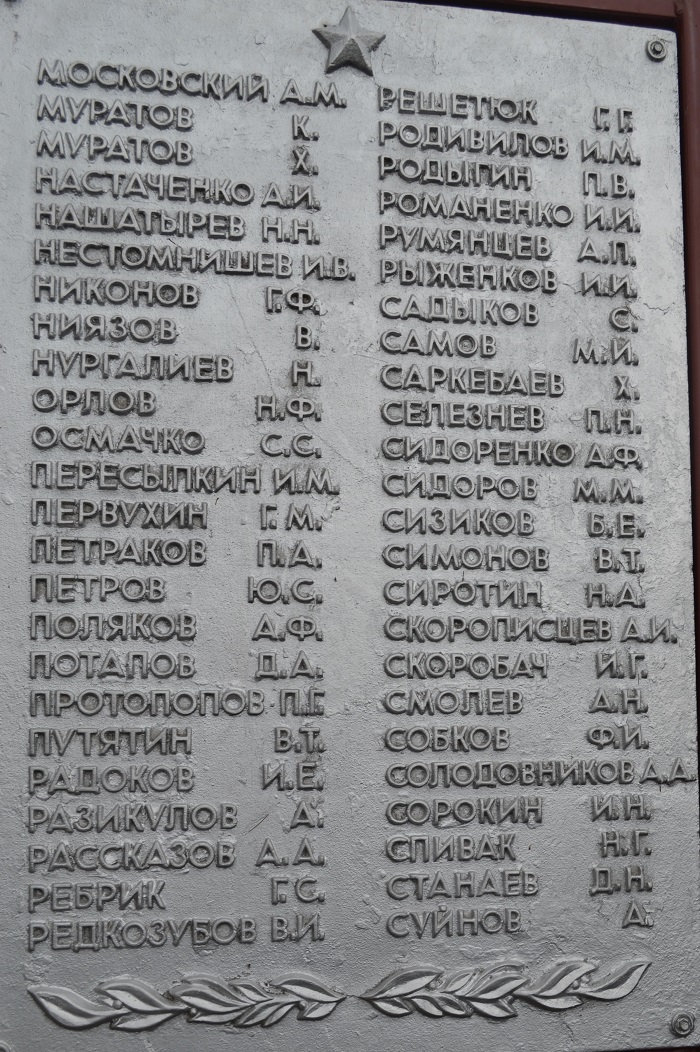 МОСКОВСКИЙ А.М.
МУРАТОВ К.
МУРАТОВ Х.
НАСТАЧЕНКО А.И.
НАШАТЫРЕВ Н.Н.
НЕСТОМНИШЕВ И.В.
НИКОНОВ Г.Ф.
НИЯЗОВ В.
НУРГАЛИЕВ Н.
ОРЛОВ Н.Ф.
ОСМАЧКО С.С.
ПЕРЕСЫПКИН И.М.
ПЕРВУХИН Г.М.
ПЕТРАКОВ П.А.
ПЕТРОВ Ю.С.
ПОЛЯКОВ А.Ф.
ПОТАПОВ Д.А.
ПРОТОПОПОВ П.Г.
ПУТЯТИН В.Т.
РАДОКОВ И.Е.
РАЗИКУЛОВ А.
РАССКАЗОВ А.А.
РЕБРИК Г.С.
РЕДКОЗУБОВ В.И.
РЕШЕТЮК Г.Г.
РОДИВИЛОВ И.М.
РОДЫГИН П.В.
РОМАНЕНКО И.И.
РУМЯНЦЕВ А.П.
РЫЖЕНКОВ И.И.
САДЫКОВ С.
САМОВ М.Й.
САРКЕБАЕВ Х.
СЕЛЕЗНЕВ П.Н.
СИДОРЕНКО А.Ф.
СИДОРОВ М.М.
СИЗИКОВ Б.Е.
СИМОНОВ В.Т.
СИРОТИН Н.А.
СКОРОПИСЦЕВ А.И.
СКОРОБАЧ И.Г.
СМОЛЕВ А.Н.
СОБКОВ Ф.И.
СОЛОДОВНИКОВ А.А.
СОРОКИН И.Н.
СПИВАК Н.Г.
СТАНАЕВ Д.Н.
СУЙНОВ А.